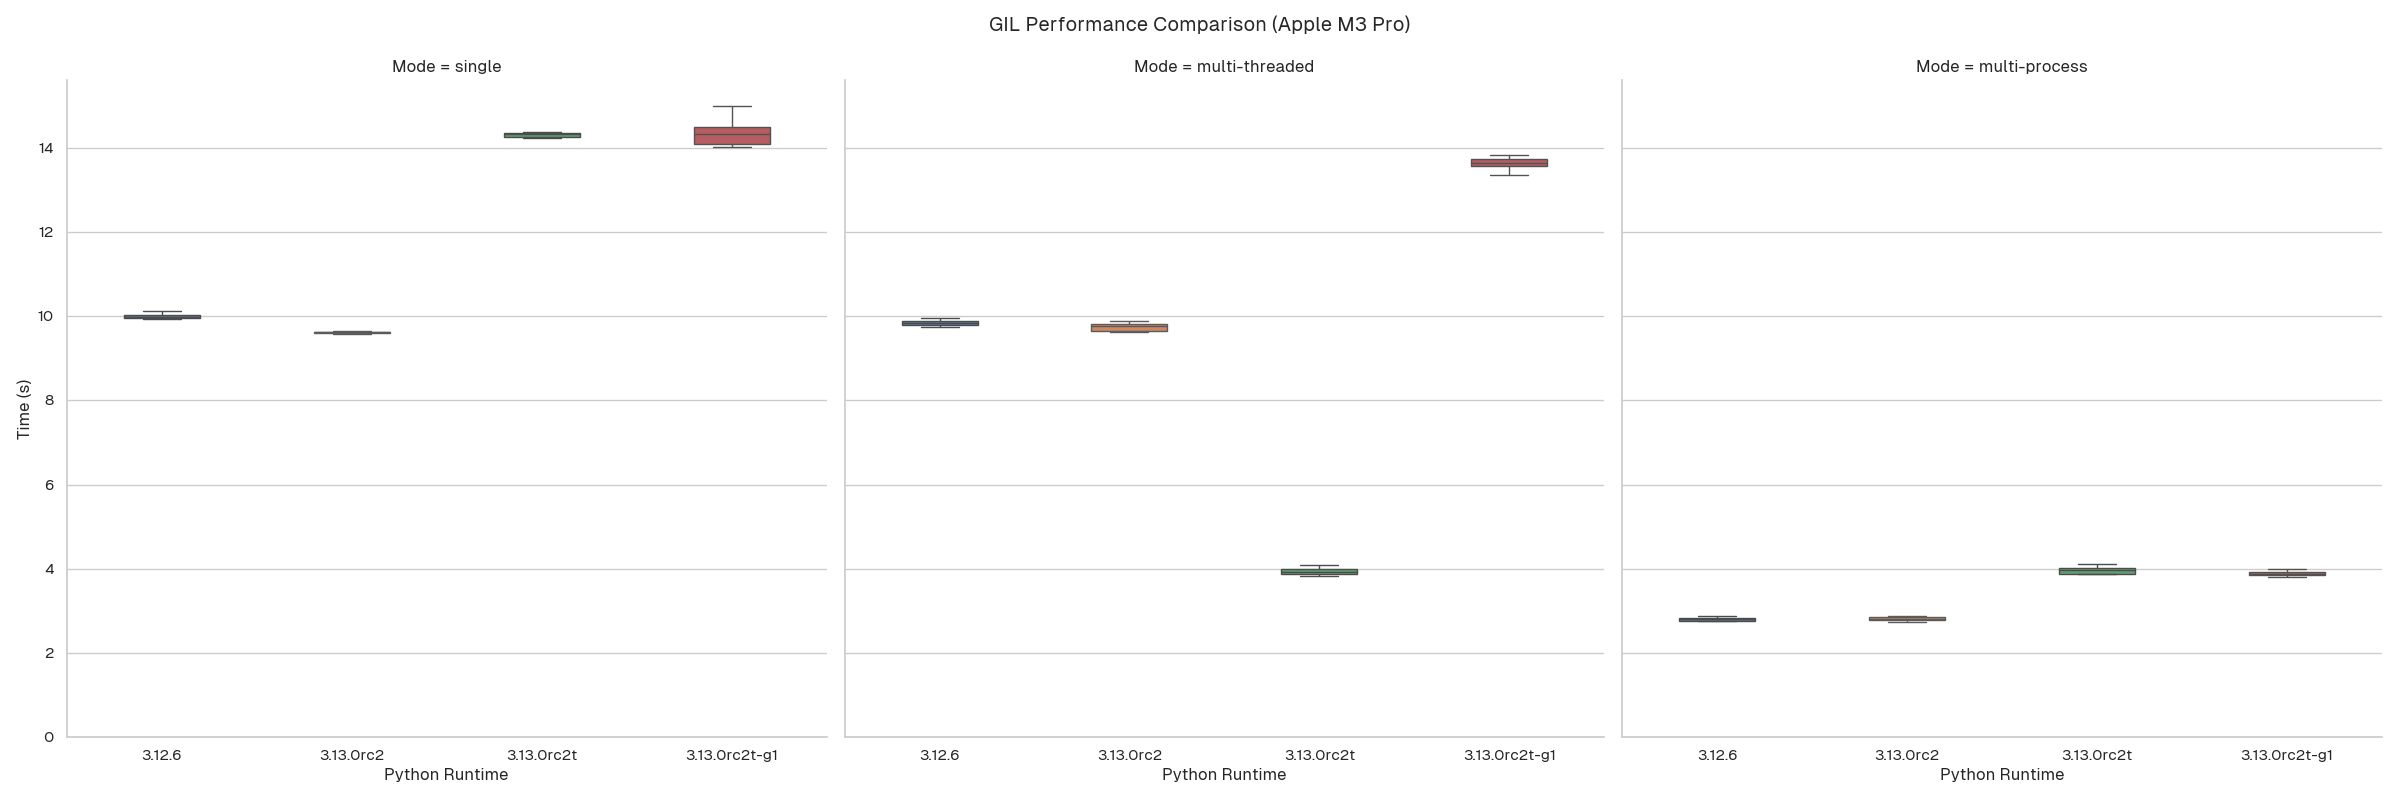 GIL Performance Comparison (Apple M3 Pro)
Mode = single
Mode = multi-threaded
Mode = multi-process
Time (s)
14
12
10
8
6
4
2
0
3.12.6 3.13.0rc2 3.13.0rc2t 3.13.0rc2t-g1
Python Runtime
3.12.6 3.13.0rc2 3.13.0rc2t 3.13.0rc2t-g1
Python Runtime
3.12.6 3.13.0rc2 3.13.0rc2t 3.13.0rc2t-g1
Python Runtime